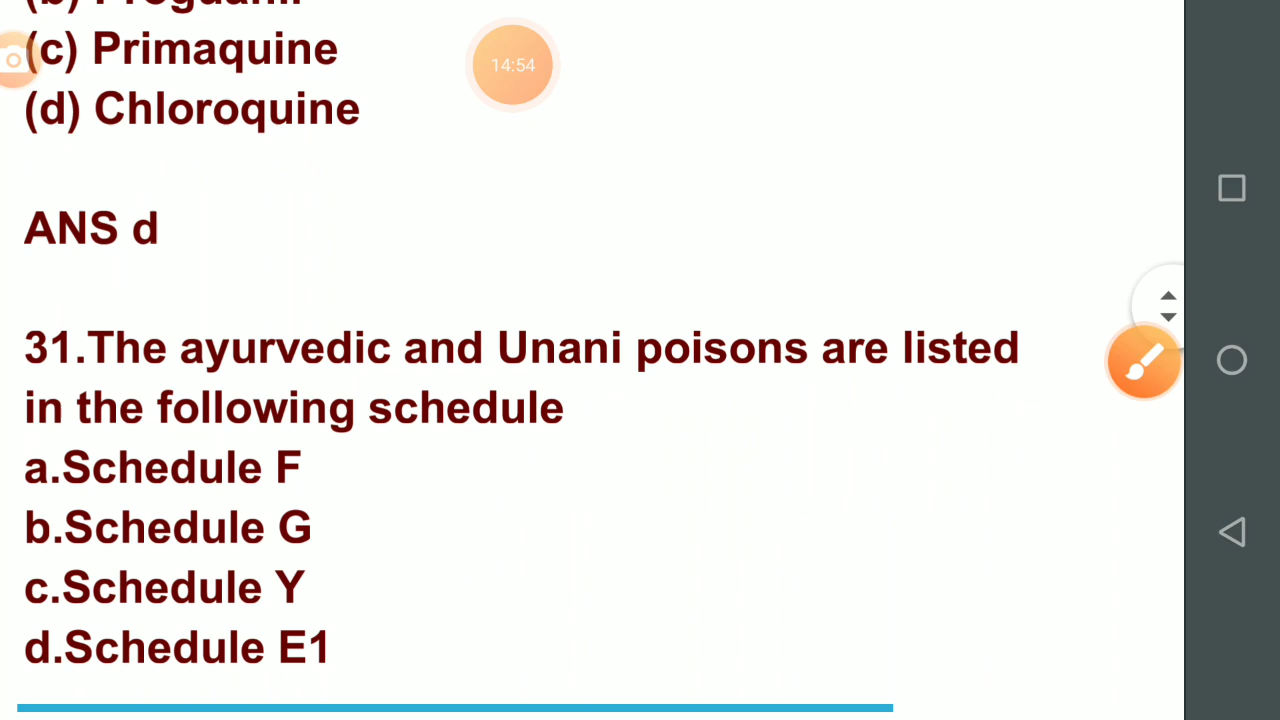 (c) Primaquine
14:54
(d) Chloroquine
ANS d
31.The ayurvedic and Unani poisons are listed
in the following schedule
a.Schedule F
b.Schedule G
c.Schedule Y
d.Schedule E1